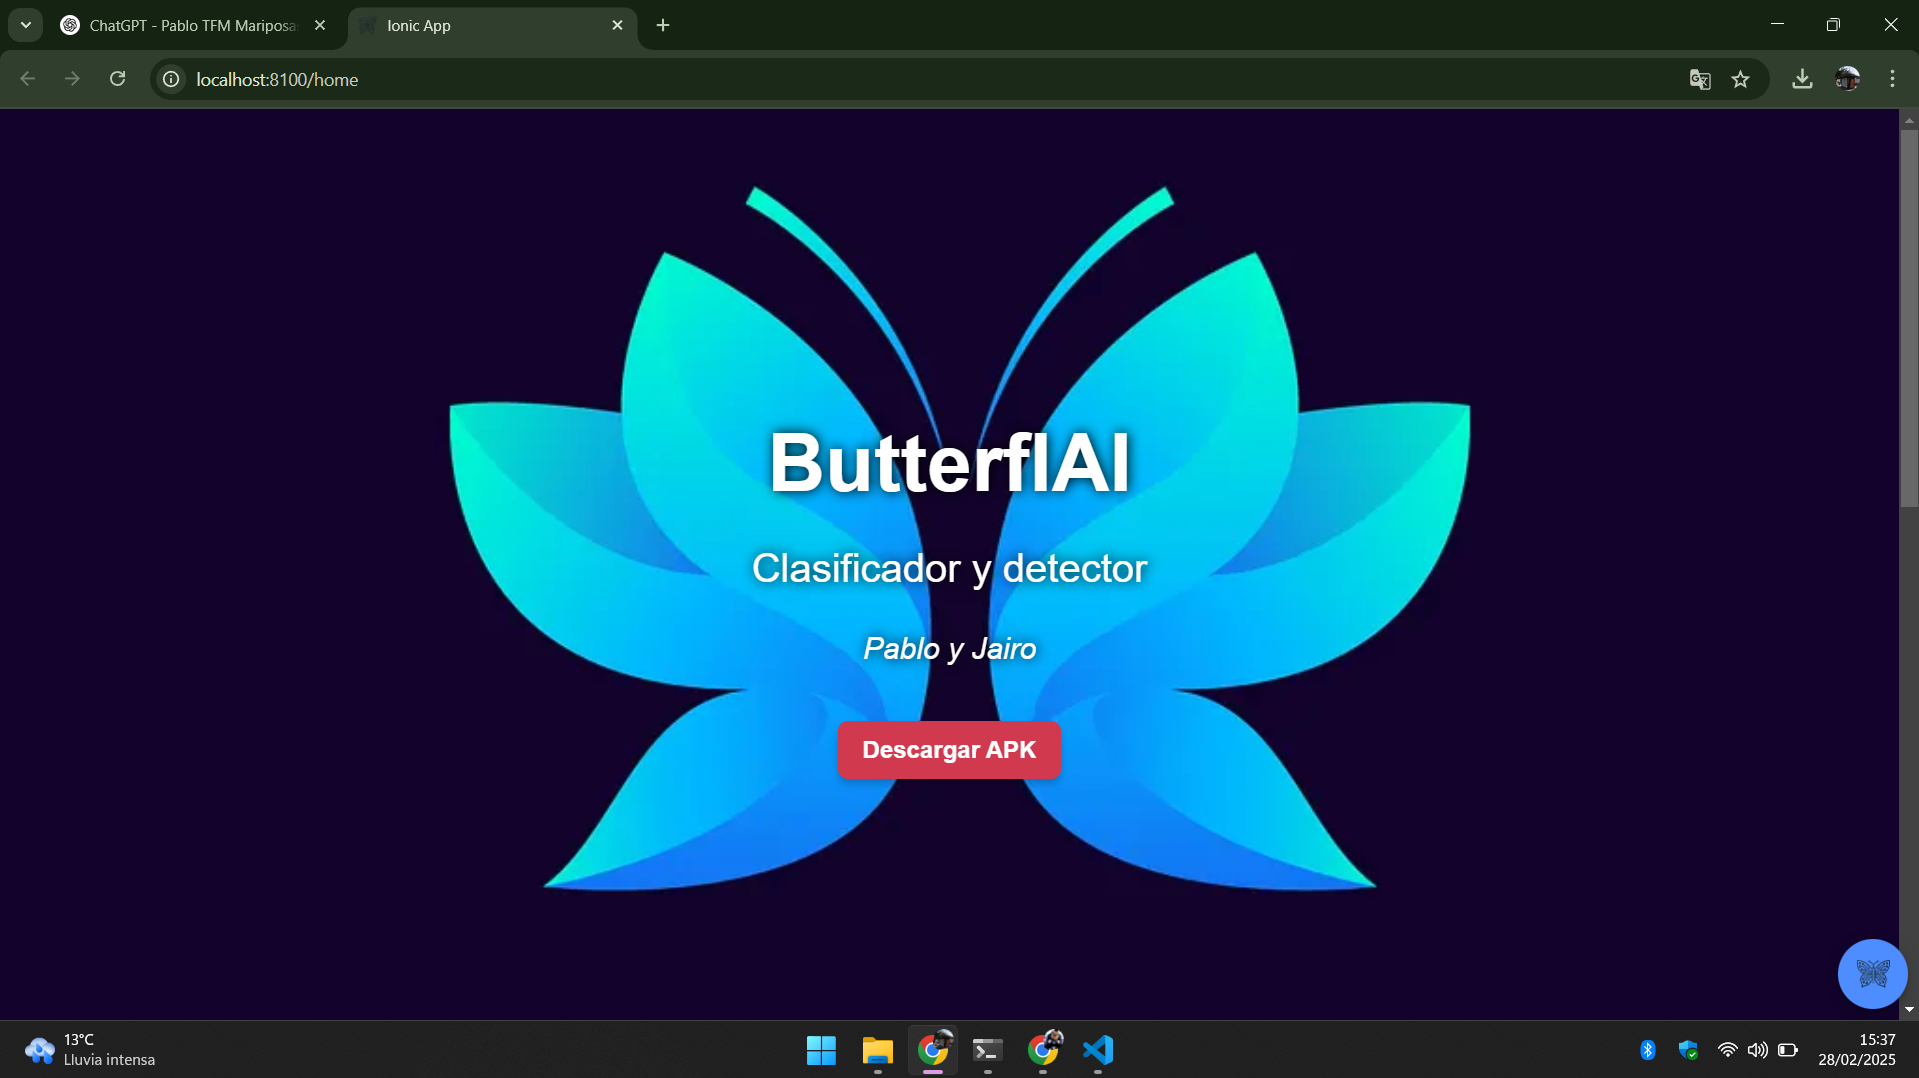 ChatGPT - Pablo TFM Mariposa
Ionic App
localhost:8100/home
ButterflAI
Clasificador y detector
Pablo y Jairo
Descargar APK
13°C
Lluvia intensa
15:37
28/02/2025